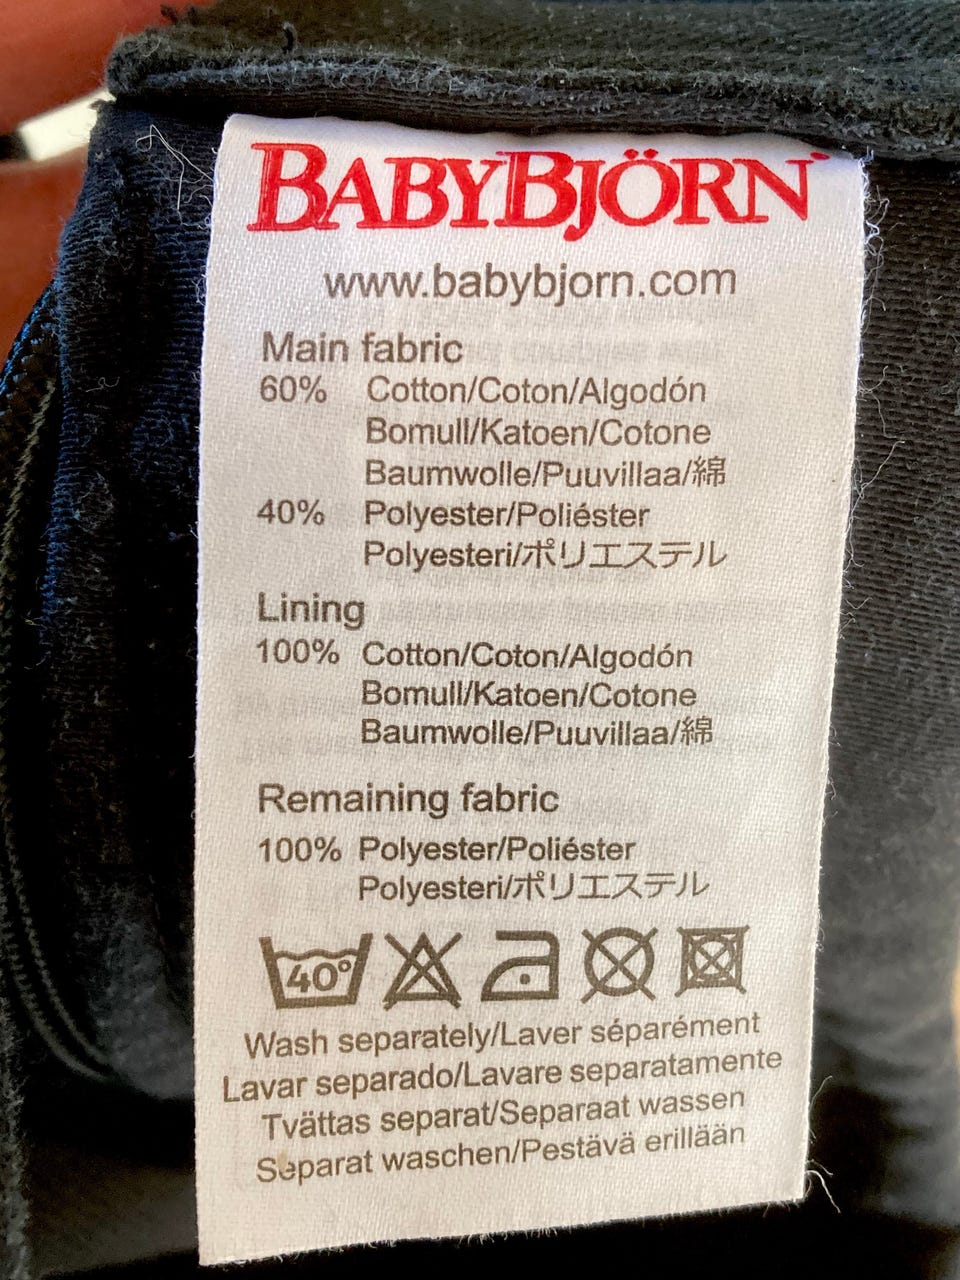 BABYBJÖRN
www.babybjorn.com
Main fabric
60% Cotton/Coton/Algodón
Bomull/Katoen/Cotone
Baumwolle/Puuvillaa/綿
40% Polyester/Poliéster
Polyesteri/ポリエステル
Lining
100% Cotton/Coton/Algodón
Bomull/Katoen/Cotone
Baumwolle/Puuvillaa/綿
Remaining fabric
100% Polyester/Poliéster
Polyesteri/ポリエステル
40°
Wash separately/Laver séparément
Lavar separado/Lavare separatamente
Tvättas separat/Separaat wassen
Separat waschen/Pestävä erillään